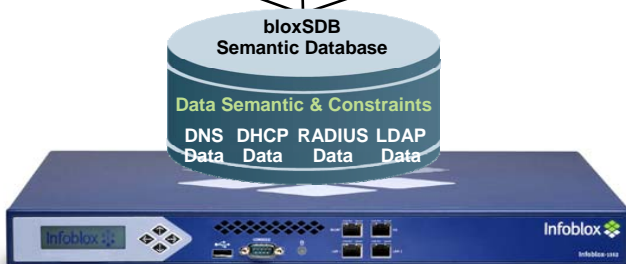 bloxSDB
Semantic Database
Data Semantic & Constraints
DNS DHCP RADIUS LDAP
Data Data Data Data
Infoblox
Infoblox